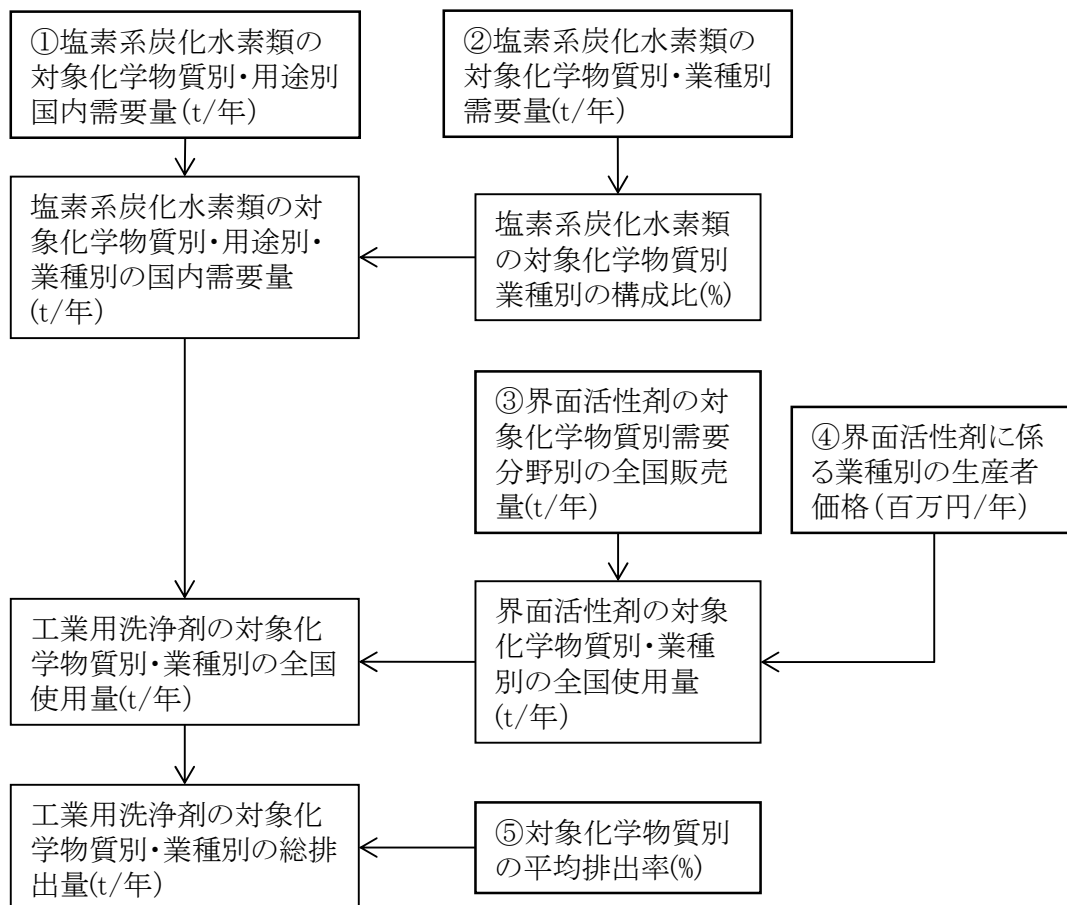 ①塩素系炭化水素類の
対象化学物質別・用途別
国内需要量(t/年)
②塩素系炭化水素類の
対象化学物質別・業種別
需要量(t/年)
塩素系炭化水素類の対
象化学物質別・用途別・
業種別の国内需要量
(t/年)
塩素系炭化水素類
の対象化学物質別
業種別の構成比(%)
③界面活性剤の対
象化学物質別需要
分野別の全国販売
量(t/年)
④界面活性剤に係
る業種別の生産者
価格(百万円/年)
工業用洗浄剤の対象化
学物質別・業種別の全国
使用量(t/年)
界面活性剤の対象
化学物質別・業種
別の全国使用量
(t/年)
工業用洗浄剤の対象化
学物質別・業種別の総排
出量(t/年)
⑤対象化学物質別
の平均排出率(%)